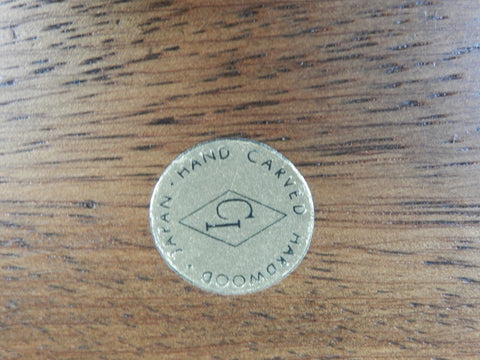 HAND CARVED HARDWOOD · JAPAN ·
CI